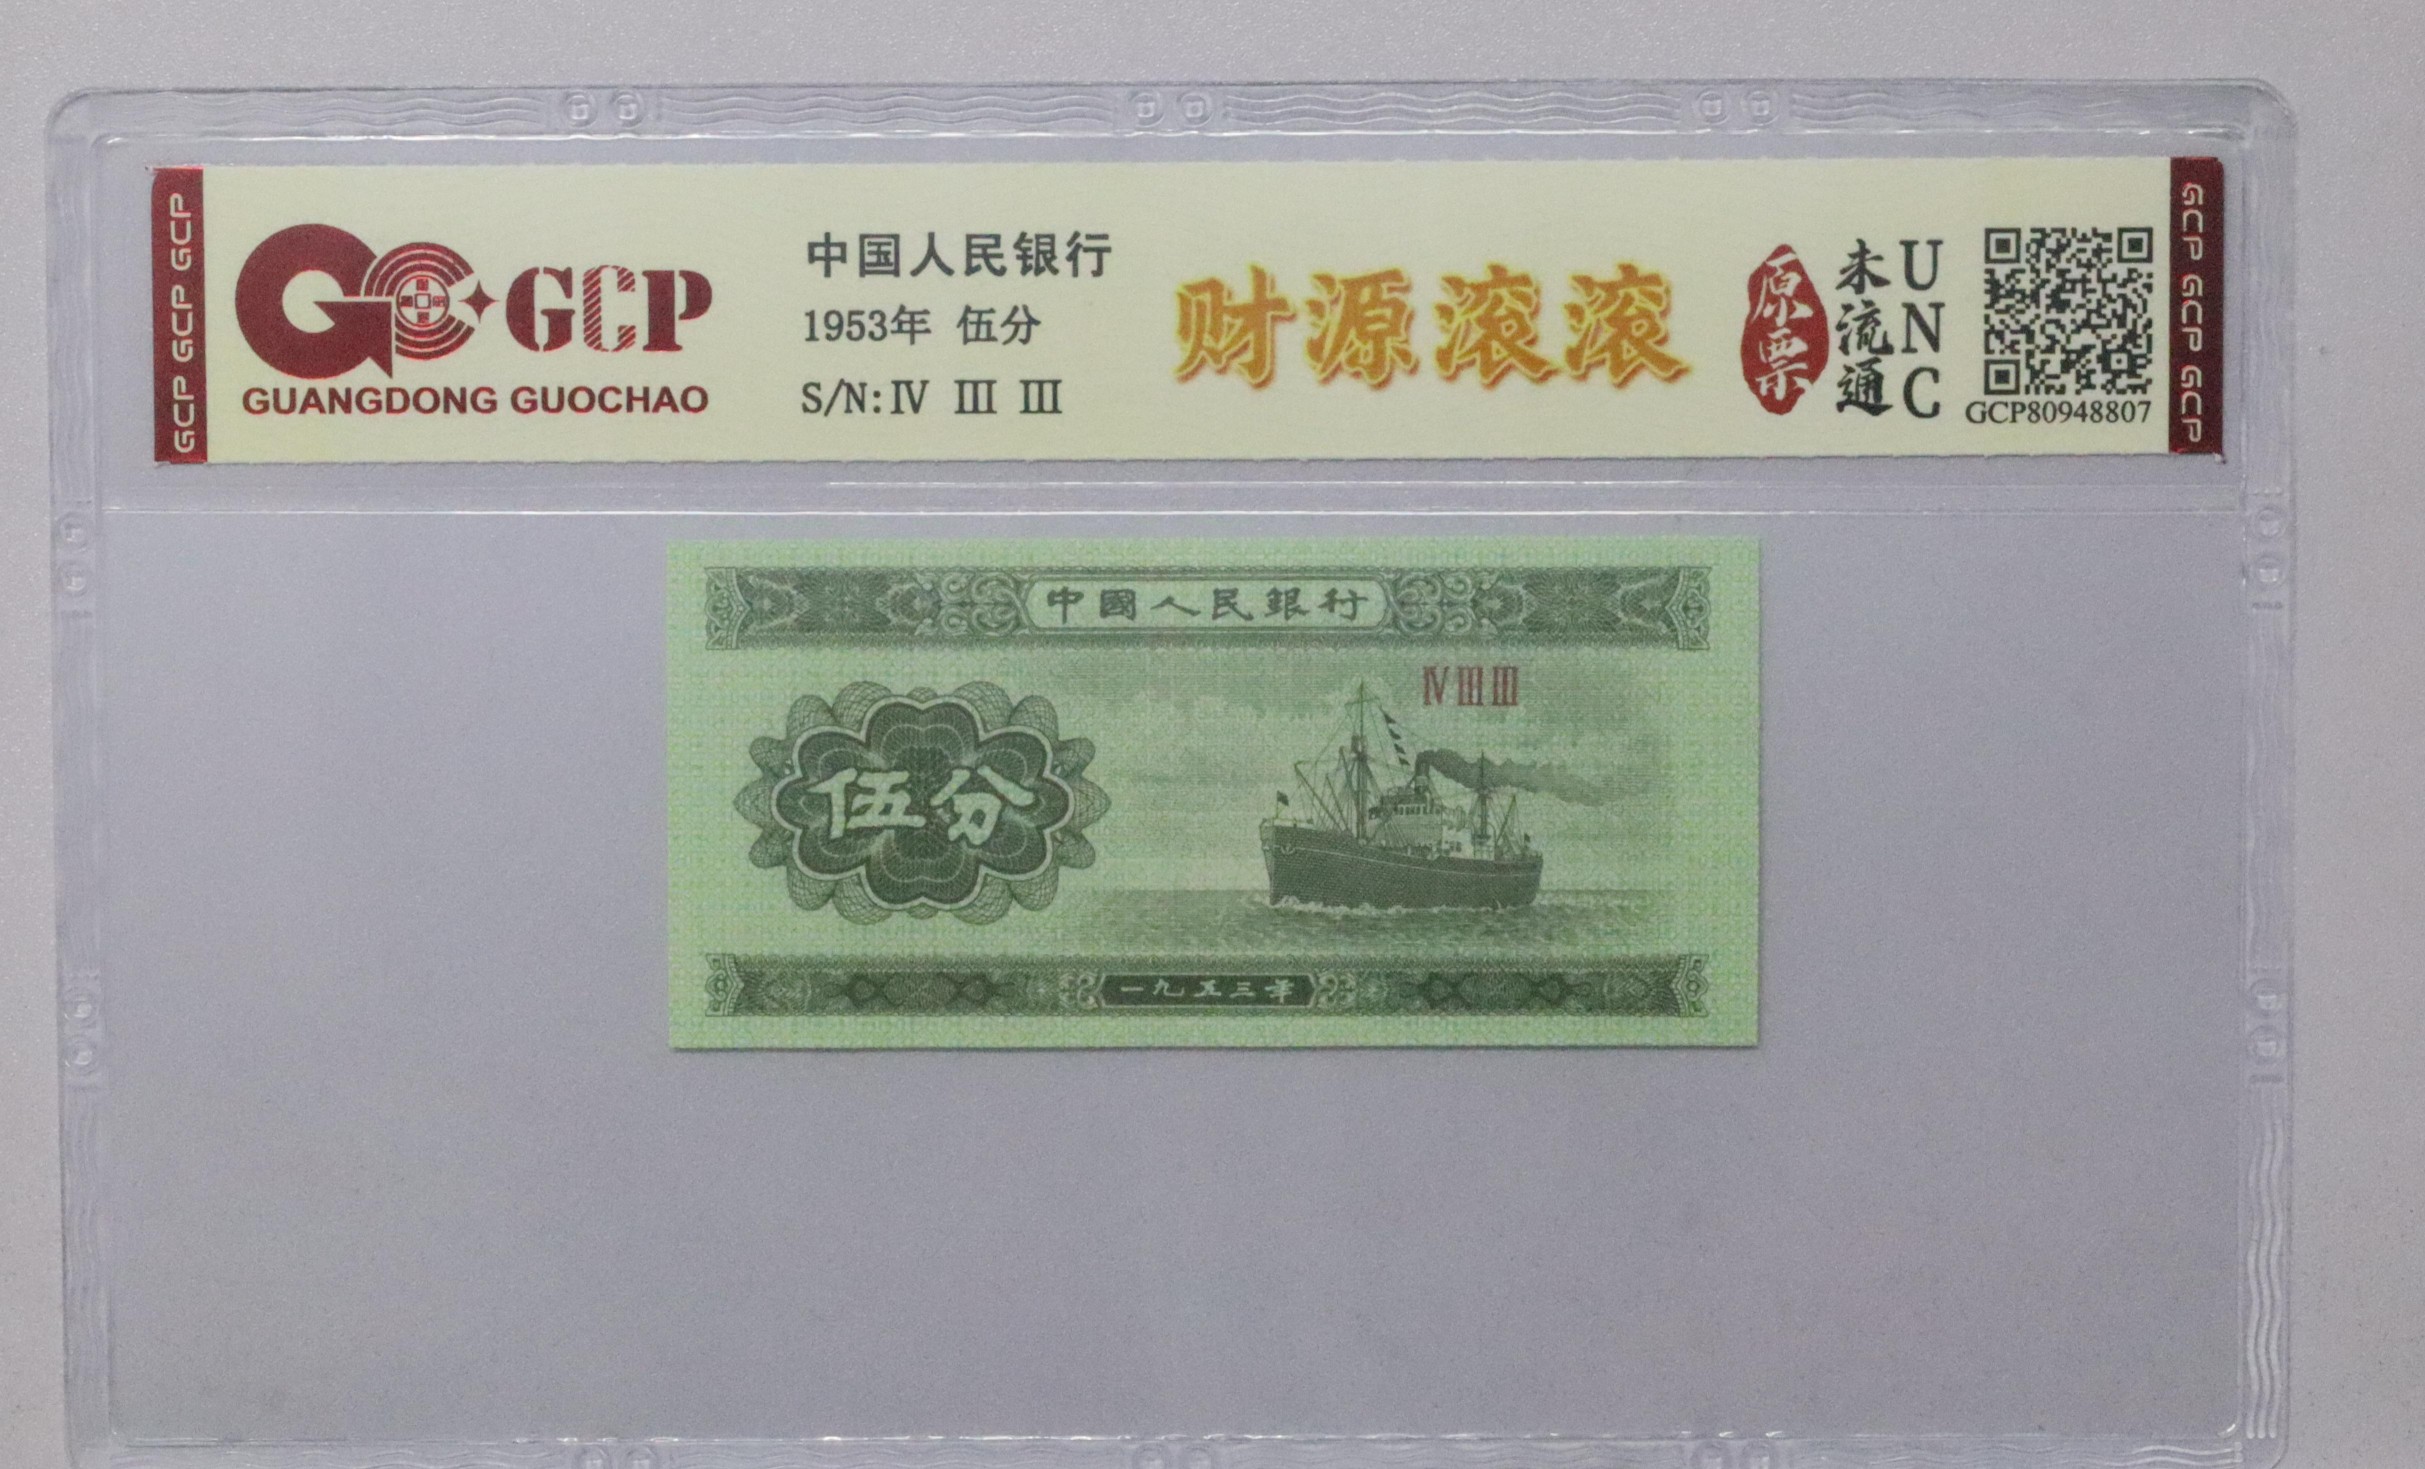 GCP GCP GCP
GCP
GUANGDONG GUOCHAO
中国人民银行
1953年 伍分
S/N:Ⅳ Ⅲ Ⅲ
财源滚滚
原票
未流通
UNC
GCP80948807
GCP GCP GCP
中國人民銀行
Ⅳ Ⅲ Ⅲ
伍分
一九五三年